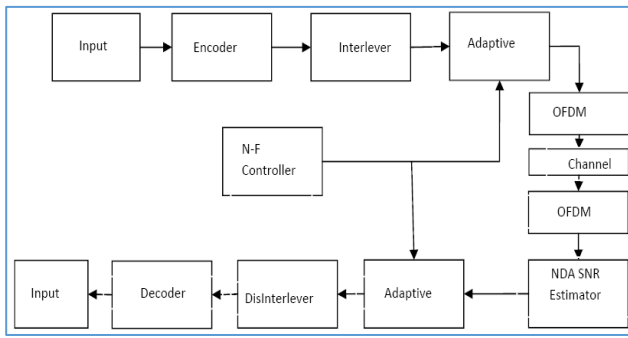 Input
Encoder
Interlever
Adaptive
OFDM
N-F
Controller
Channel
OFDM
Input
Decoder
DisInterlever
Adaptive
NDA SNR
Estimator